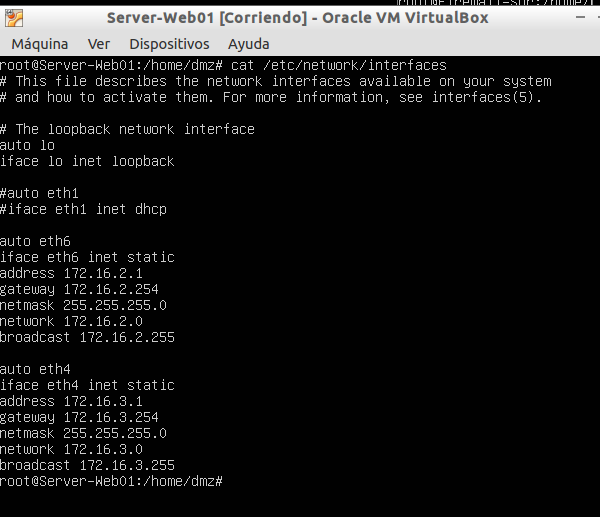 Server-Web01 [Corriendo] - Oracle VM VirtualBox
Máquina Ver Dispositivos Ayuda
root@Server-Web01:/home/dmz# cat /etc/network/interfaces
# This file describes the network interfaces available on your system
# and how to activate them. For more information, see interfaces(5).
# The loopback network interface
auto lo
iface lo inet loopback
#auto eth1
#iface eth1 inet dhcp
auto eth6
iface eth6 inet static
address 172.16.2.1
gateway 172.16.2.254
netmask 255.255.255.0
network 172.16.2.0
broadcast 172.16.2.255
auto eth4
iface eth4 inet static
address 172.16.3.1
gateway 172.16.3.254
netmask 255.255.255.0
network 172.16.3.0
broadcast 172.16.3.255
root@Server-Web01:/home/dmz#